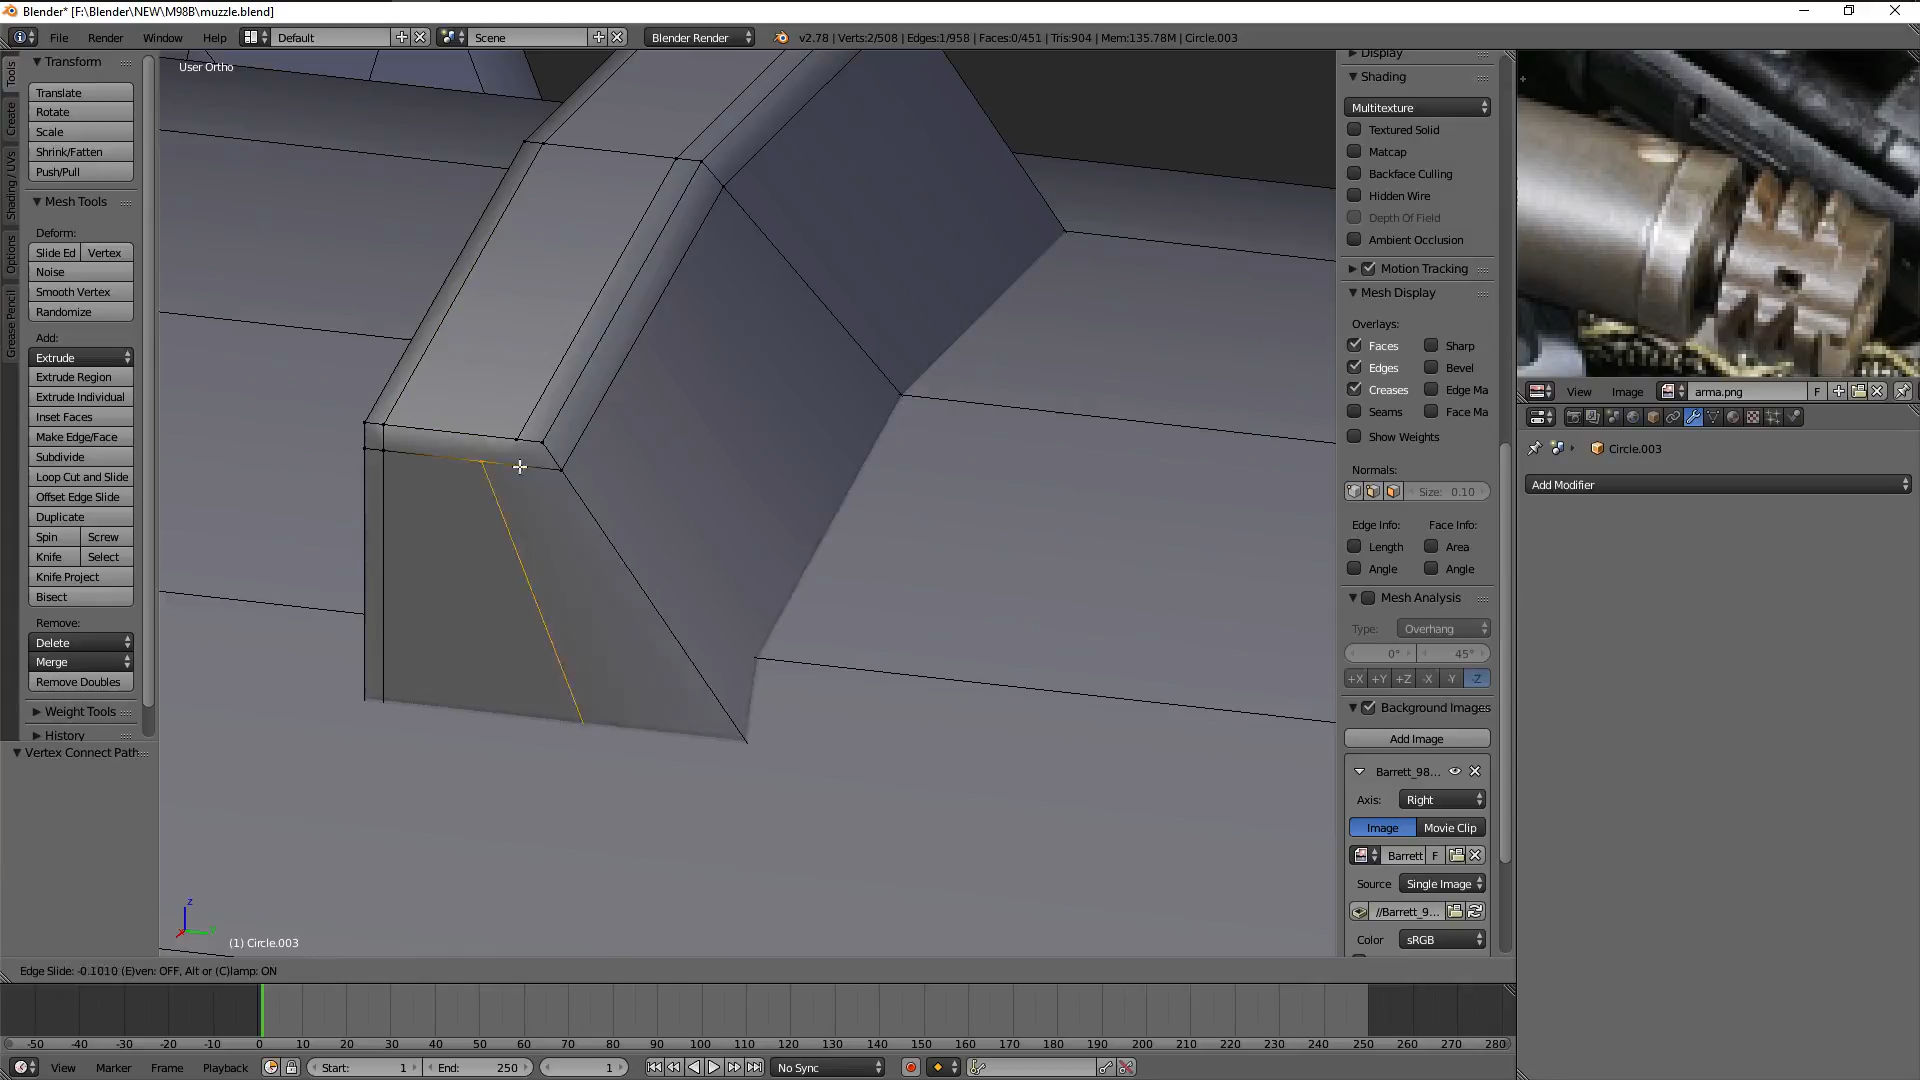 Blender* [F:\Blender\NEW\M98B\muzzle.blend]
File Render Window Help Default Scene Blender Render v2.78 | Verts:2/508 | Edges:1/958 | Faces:0/451 | Tris:904 | Mem:135.78M | Circle.003
Tools
Create
Shading / UVs
Options
Grease Pencil
Transform
Translate
Rotate
Scale
Shrink/Fatten
Push/Pull
Mesh Tools
Deform:
Slide Ed Vertex
Noise
Smooth Vertex
Randomize
Add:
Extrude
Extrude Region
Extrude Individual
Inset Faces
Make Edge/Face
Subdivide
Loop Cut and Slide
Offset Edge Slide
Duplicate
Spin Screw
Knife Select
Knife Project
Bisect
Remove:
Delete
Merge
Remove Doubles
Weight Tools
History
Vertex Connect Path
User Ortho
z
(1) Circle.003
Display
Shading
Multitexture
Textured Solid
Matcap
Backface Culling
Hidden Wire
Depth Of Field
Ambient Occlusion
Motion Tracking
Mesh Display
Overlays:
Faces Sharp
Edges Bevel
Creases Edge Ma
Seams Face Ma
Show Weights
Normals:
Size: 0.10
Edge Info: Face Info:
Length Area
Angle Angle
Mesh Analysis
Type: Overhang
0° 45°
+X +Y +Z -X -Y -Z
Background Images
Add Image
Barrett_98...
Axis: Right
Image Movie Clip
Barrett F
Source Single Image
//Barrett_9...
Color sRGB
View Image arma.png F
Circle.003
Add Modifier
Edge Slide: -0.1010 (E)ven: OFF, Alt or (C)lamp: ON
-50 -40 -30 -20 -10 0 10 20 30 40 50 60 70 80 90 100 110 120 130 140 150 160 170 180 190 200 210 220 230 240 250 260 270 280
View Marker Frame Playback Start: 1 End: 250 1 No Sync